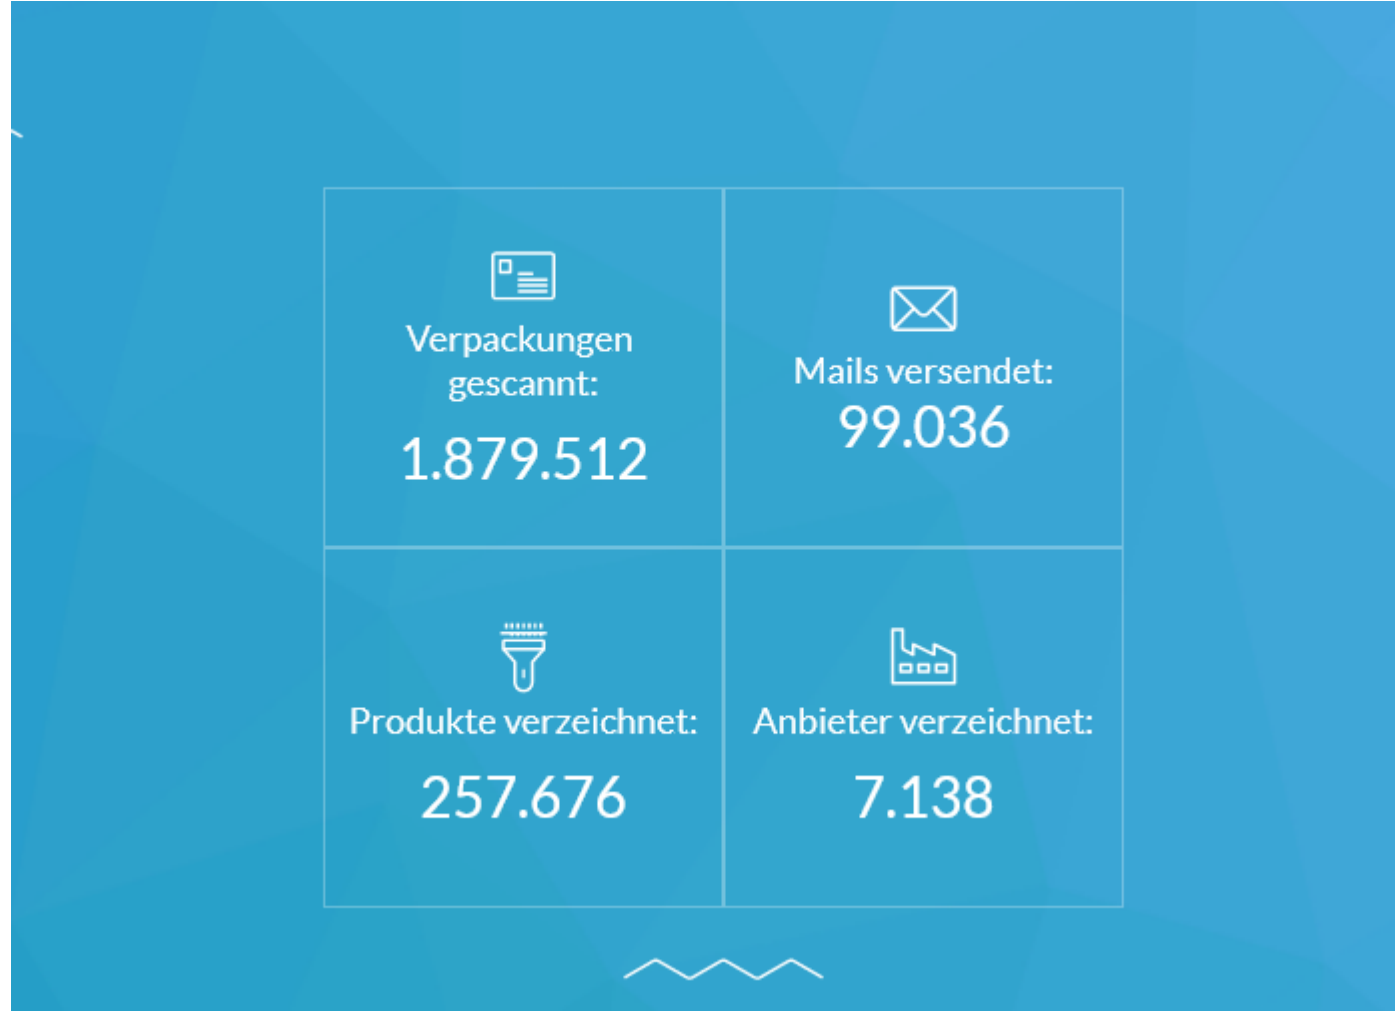 Verpackungen
gescannt:
1.879.512
Mails versendet:
99.036
Produkte verzeichnet:
257.676
Anbieter verzeichnet:
7.138